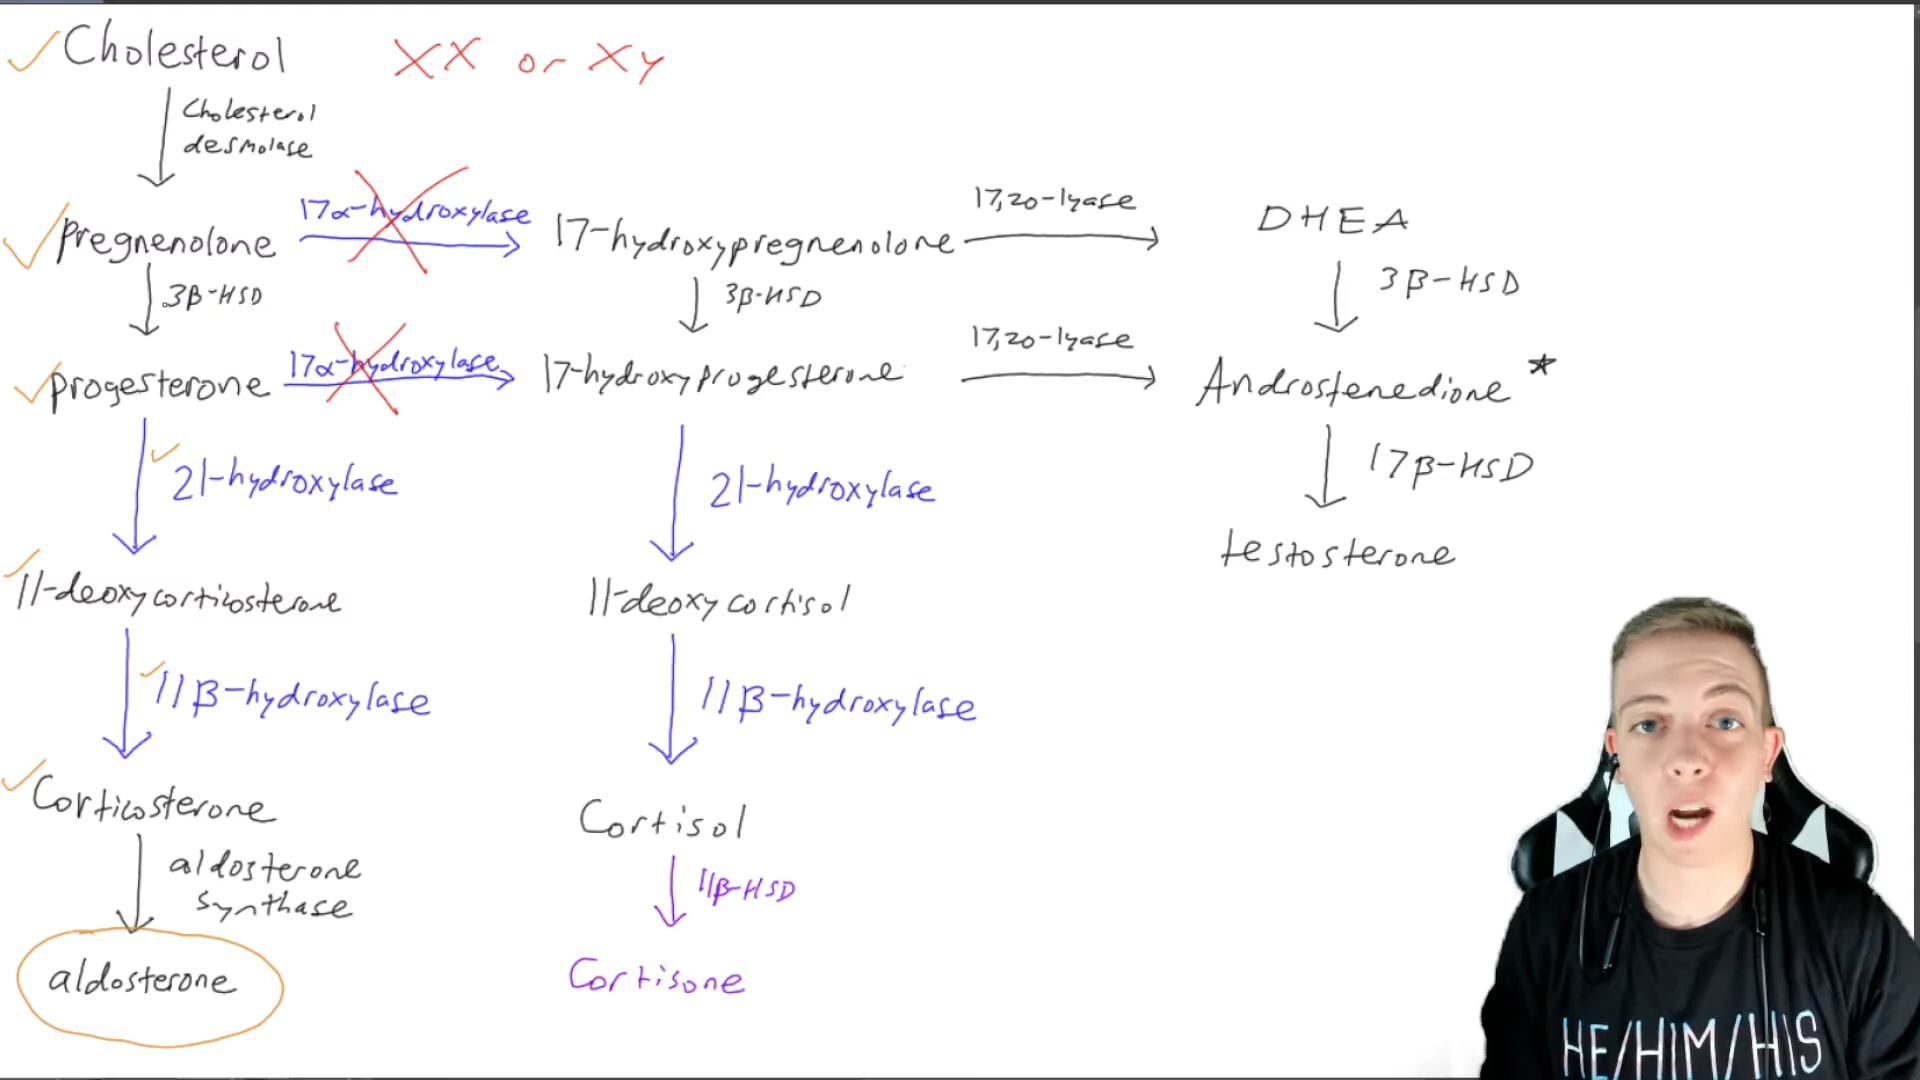 Cholesterol XX or Xy
Cholesterol
desmolase
17α-hydroxylase 17,20-lyase
pregnenolone 17-hydroxypregnenolone DHEA
3β-HSD 3β-HSD 3β-HSD
17α-hydroxylase 17,20-lyase
progesterone 17-hydroxyprogesterone Androstenedione *
21-hydroxylase 21-hydroxylase 17β-HSD
testosterone
11-deoxycorticosterone 11-deoxycortisol
11β-hydroxylase 11β-hydroxylase
Corticosterone Cortisol
aldosterone
synthase
11β-HSD
aldosterone Cortisone
HE/HIM/HIS